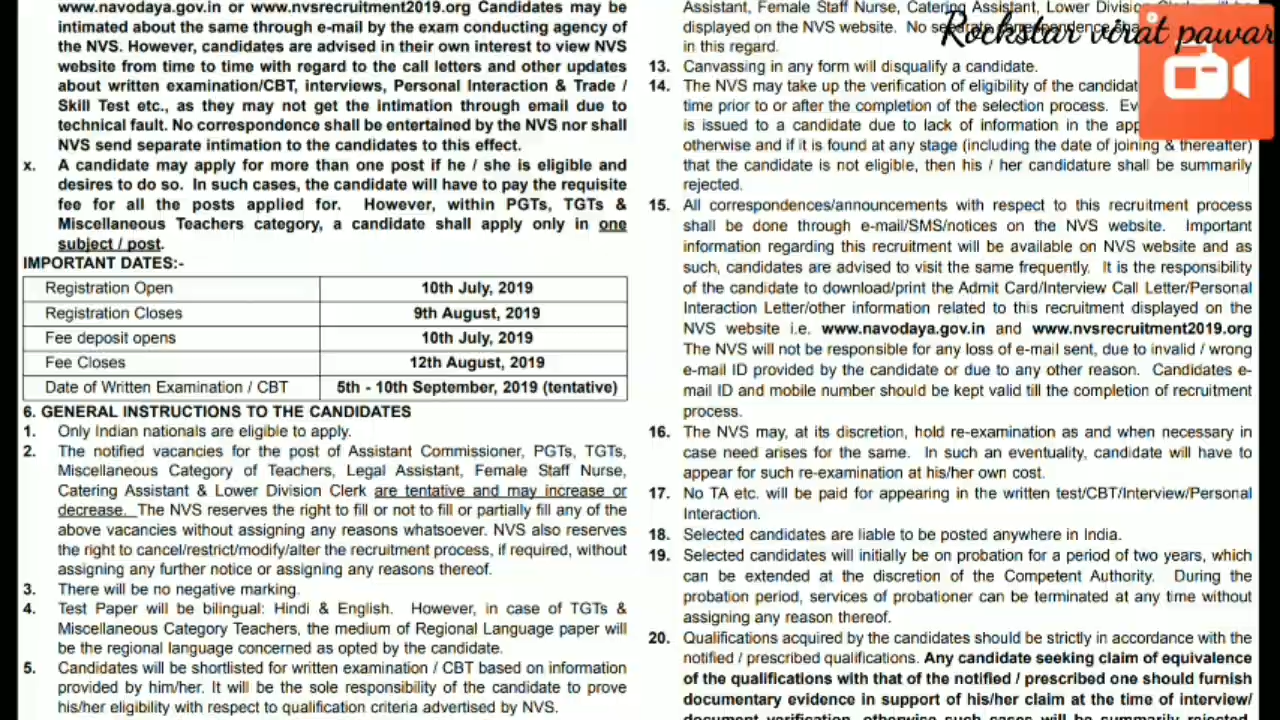 www.navodaya.gov.in or www.nvsrecruitment2019.org Candidates may
intimated about the same through e-mail by the exam conducting agency of
the NVS. However, candidates are advised in their own interest to view NVS
website from time to time with regard to the call letters and other updates
about written examination/CBT, interviews, Personal Interaction & Trade /
Skill Test etc., as they may not get the intimation through email due to
technical fault. No correspondence shall be entertained by the NVS nor shall
NVS send separate intimation to the candidates to this effect.
x. A candidate may apply for more than one post if he / she is eligible and
desires to do so. In such cases, the candidate will have to pay the requisite
fee for all the posts applied for. However, within PGTs, TGTs &
Miscellaneous Teachers category, a candidate shall apply only in one
subject / post.
IMPORTANT DATES:-
Registration Open 10th July, 2019
Registration Closes 9th August, 2019
Fee deposit opens 10th July, 2019
Fee Closes 12th August, 2019
Date of Written Examination / CBT 5th - 10th September, 2019 (tentative)
6. GENERAL INSTRUCTIONS TO THE CANDIDATES
1. Only Indian nationals are eligible to apply.
2. The notified vacancies for the post of Assistant Commissioner, PGTs, TGTs,
Miscellaneous Category of Teachers, Legal Assistant, Female Staff Nurse,
Catering Assistant & Lower Division Clerk are tentative and may increase or
decrease. The NVS reserves the right to fill or not to fill or partially fill any of the
above vacancies without assigning any reasons whatsoever. NVS also reserves
the right to cancel/restrict/modify/alter the recruitment process, if required, without
assigning any further notice or assigning any reasons thereof.
3. There will be no negative marking.
4. Test Paper will be bilingual: Hindi & English. However, in case of TGTs &
Miscellaneous Category Teachers, the medium of Regional Language paper will
be the regional language concerned as opted by the candidate.
5. Candidates will be shortlisted for written examination / CBT based on information
provided by him/her. It will be the sole responsibility of the candidate to prove
his/her eligibility with respect to qualification criteria advertised by NVS.
Assistant, Female Staff Nurse, Catering Assistant, Lower Division
displayed on the NVS website. No
in this regard.
Rockstar virat pawar
13. Canvassing in any form will disqualify a candidate.
14. The NVS may take up the verification of eligibility of the
time prior to or after the completion of the selection process.
is issued to a candidate due to lack of information in the
otherwise and if it is found at any stage (including the date of joining & thereafter)
that the candidate is not eligible, then his / her candidature shall be summarily
rejected.
15. All correspondences/announcements with respect to this recruitment process
shall be done through e-mail/SMS/notices on the NVS website. Important
information regarding this recruitment will be available on NVS website and as
such, candidates are advised to visit the same frequently. It is the responsibility
of the candidate to download/print the Admit Card/Interview Call Letter/Personal
Interaction Letter/other information related to this recruitment displayed on the
NVS website i.e. www.navodaya.gov.in and www.nvsrecruitment2019.org
The NVS will not be responsible for any loss of e-mail sent, due to invalid / wrong
e-mail ID provided by the candidate or due to any other reason. Candidates e-
mail ID and mobile number should be kept valid till the completion of recruitment
process.
16. The NVS may, at its discretion, hold re-examination as and when necessary in
case need arises for the same. In such an eventuality, candidate will have to
appear for such re-examination at his/her own cost.
17. No TA etc. will be paid for appearing in the written test/CBT/Interview/Personal
Interaction.
18. Selected candidates are liable to be posted anywhere in India.
19. Selected candidates will initially be on probation for a period of two years, which
can be extended at the discretion of the Competent Authority. During the
probation period, services of probationer can be terminated at any time without
assigning any reason thereof.
20. Qualifications acquired by the candidates should be strictly in accordance with the
notified / prescribed qualifications. Any candidate seeking claim of equivalence
of the qualifications with that of the notified / prescribed one should furnish
documentary evidence in support of his/her claim at the time of interview/
document verification, otherwise such cases will be summarily rejected.